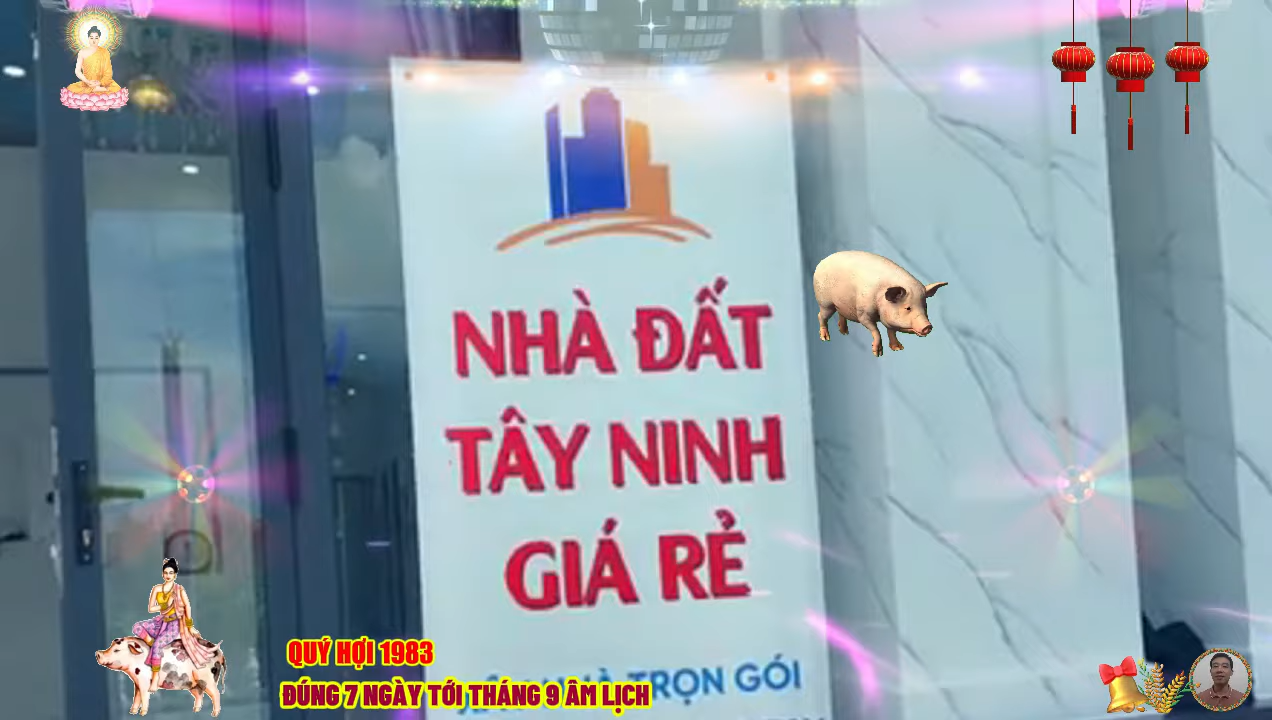 NHÀ ĐẤT
TÂY NINH
GIÁ RẺ
TRỌN GÓI
QUÝ HỢI 1983
ĐÚNG 7 NGÀY TỚI THÁNG 9 ÂM LỊCH